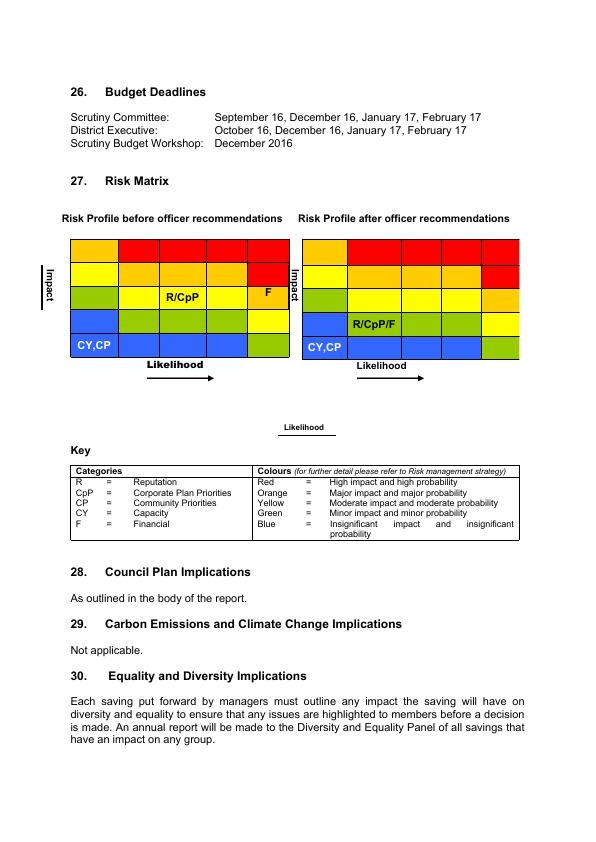 26. Budget Deadlines
Scrutiny Committee: September 16, December 16, January 17, February 17
District Executive: October 16, December 16, January 17, February 17
Scrutiny Budget Workshop: December 2016
27. Risk Matrix
Risk Profile before officer recommendations Risk Profile after officer recommendations
Impact
R/CpP
F
CY,CP
Likelihood
Impact
R/CpP/F
CY,CP
Likelihood
Likelihood
Key
Categories Colours (for further detail please refer to Risk management strategy)
R = Reputation Red = High impact and high probability
CpP = Corporate Plan Priorities Orange = Major impact and major probability
CP = Community Priorities Yellow = Moderate impact and moderate probability
CY = Capacity Green = Minor impact and minor probability
F = Financial Blue = Insignificant impact and insignificant
probability
28. Council Plan Implications
As outlined in the body of the report.
29. Carbon Emissions and Climate Change Implications
Not applicable.
30. Equality and Diversity Implications
Each saving put forward by managers must outline any impact the saving will have on
diversity and equality to ensure that any issues are highlighted to members before a decision
is made. An annual report will be made to the Diversity and Equality Panel of all savings that
have an impact on any group.